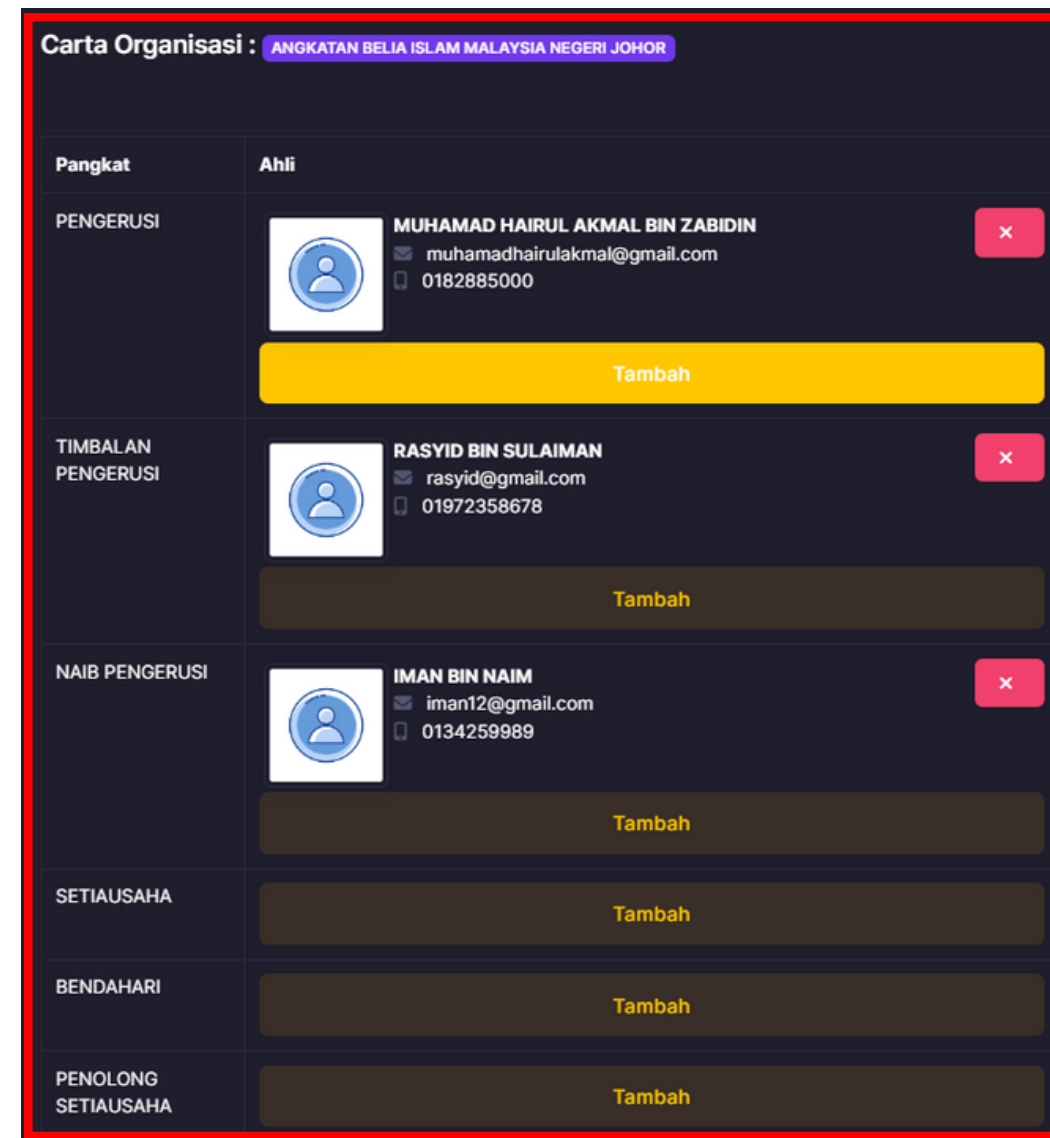 Carta Organisasi : ANGKATAN BELIA ISLAM MALAYSIA NEGERI JOHOR
Pangkat Ahli
PENGERUSI
MUHAMAD HAIRUL AKMAL BIN ZABIDIN
muhamadhairulakmal@gmail.com
0182885000
Tambah
TIMBALAN
PENGERUSI
RASYID BIN SULAIMAN
rasyid@gmail.com
01972358678
Tambah
NAIB PENGERUSI
IMAN BIN NAIM
iman12@gmail.com
0134259989
Tambah
SETIAUSAHA
Tambah
BENDAHARI
Tambah
PENOLONG
SETIAUSAHA
Tambah